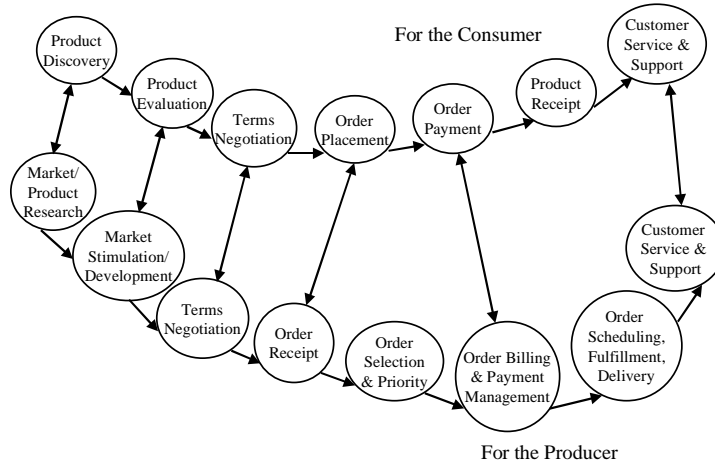 Product
Discovery
Product
Evaluation
Terms
Negotiation
Order
Placement
Order
Payment
Product
Receipt
Customer
Service &
Support
For the Consumer
Market/
Product
Research
Market
Stimulation/
Development
Terms
Negotiation
Order
Receipt
Order
Selection
& Priority
Order Billing
& Payment
Management
Order
Scheduling,
Fulfillment,
Delivery
Customer
Service &
Support
For the Producer